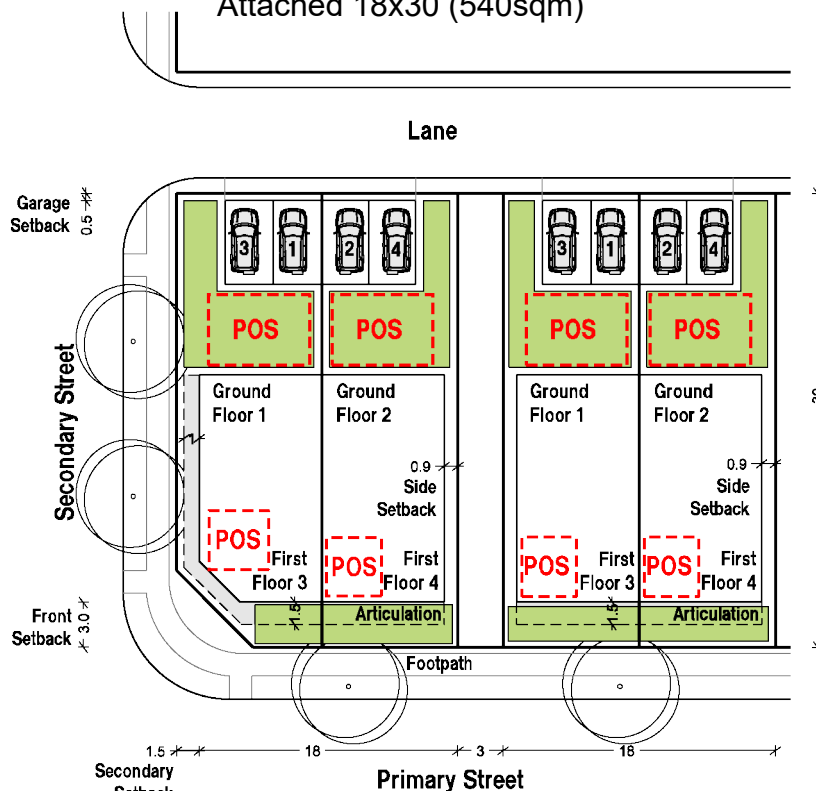 Attached 18x30 (540sqm)
Lane
Garage
Setback
0.5
3
1
2
4
3
1
2
4
POS
POS
POS
POS
Secondary Street
Ground
Floor 1
Ground
Floor 2
Ground
Floor 1
Ground
Floor 2
0.9
Side
Setback
0.9
Side
Setback
POS
POS
POS
POS
First
Floor 3
First
Floor 4
First
Floor 3
First
Floor 4
Front
Setback
3.0
1.5
Articulation
1.5
Articulation
Footpath
1.5
18
3
18
Secondary
Primary Street